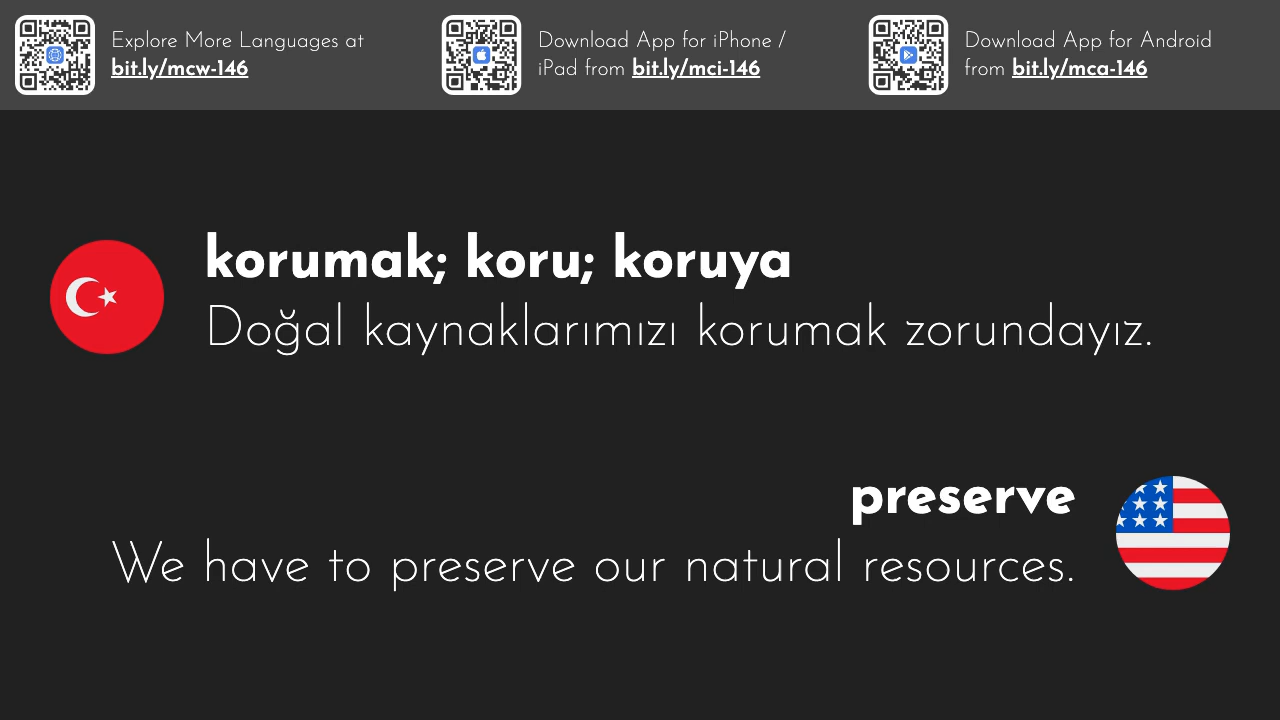 Explore More Languages at
bit.ly/mcw-146
Download App for iPhone /
iPad from bit.ly/mci-146
Download App for Android
from bit.ly/mca-146
korumak; koru; koruya
Doğal kaynaklarımızı korumak zorundayız.
preserve
We have to preserve our natural resources.